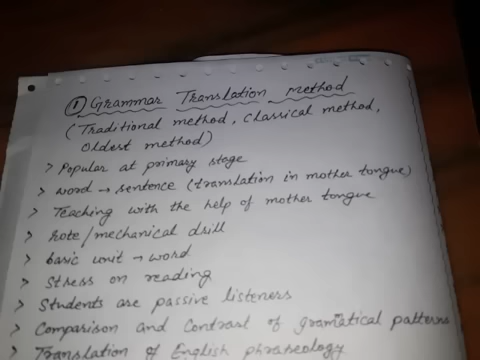 ① Grammar Translation Method
(Traditional method, Classical method,
Oldest method)
> Popular at primary stage
> word → sentence (translation in mother tongue)
> Teaching with the help of mother tongue
> Rote/mechanical drill
> basic unit → word
> Stress on reading
> Students are passive listeners
> Comparison and Contrast of gramatical patterns
> Translation of English phraseology